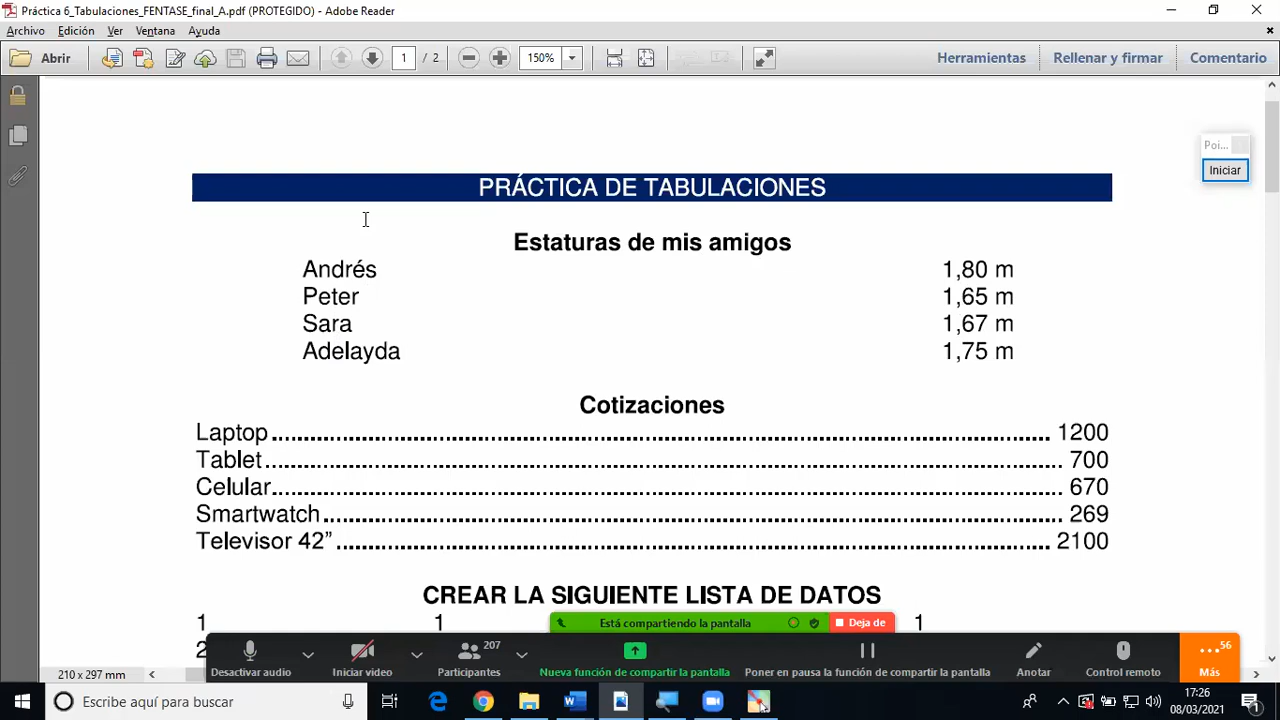 Práctica 6_Tabulaciones_FENTASE_final_A.pdf (PROTEGIDO) - Adobe Reader
Archivo Edición Ver Ventana Ayuda
Abrir 1 / 2 150% Herramientas Rellenar y firmar Comentario
Poi...
Iniciar
PRÁCTICA DE TABULACIONES
Estaturas de mis amigos
Andrés 1,80 m
Peter 1,65 m
Sara 1,67 m
Adelayda 1,75 m
Cotizaciones
Laptop ........................................................................................................ 1200
Tablet ........................................................................................................ 700
Celular ........................................................................................................ 670
Smartwatch ........................................................................................................ 269
Televisor 42” ........................................................................................................ 2100
CREAR LA SIGUIENTE LISTA DE DATOS
1 1 1
Está compartiendo la pantalla Deja de
2
207 56
Desactivar audio Iniciar video Participantes Nueva función de compartir la pantalla Poner en pausa la función de compartir la pantalla Anotar Control remoto Más
210 x 297 mm
Escribe aquí para buscar
17:26
08/03/2021
1